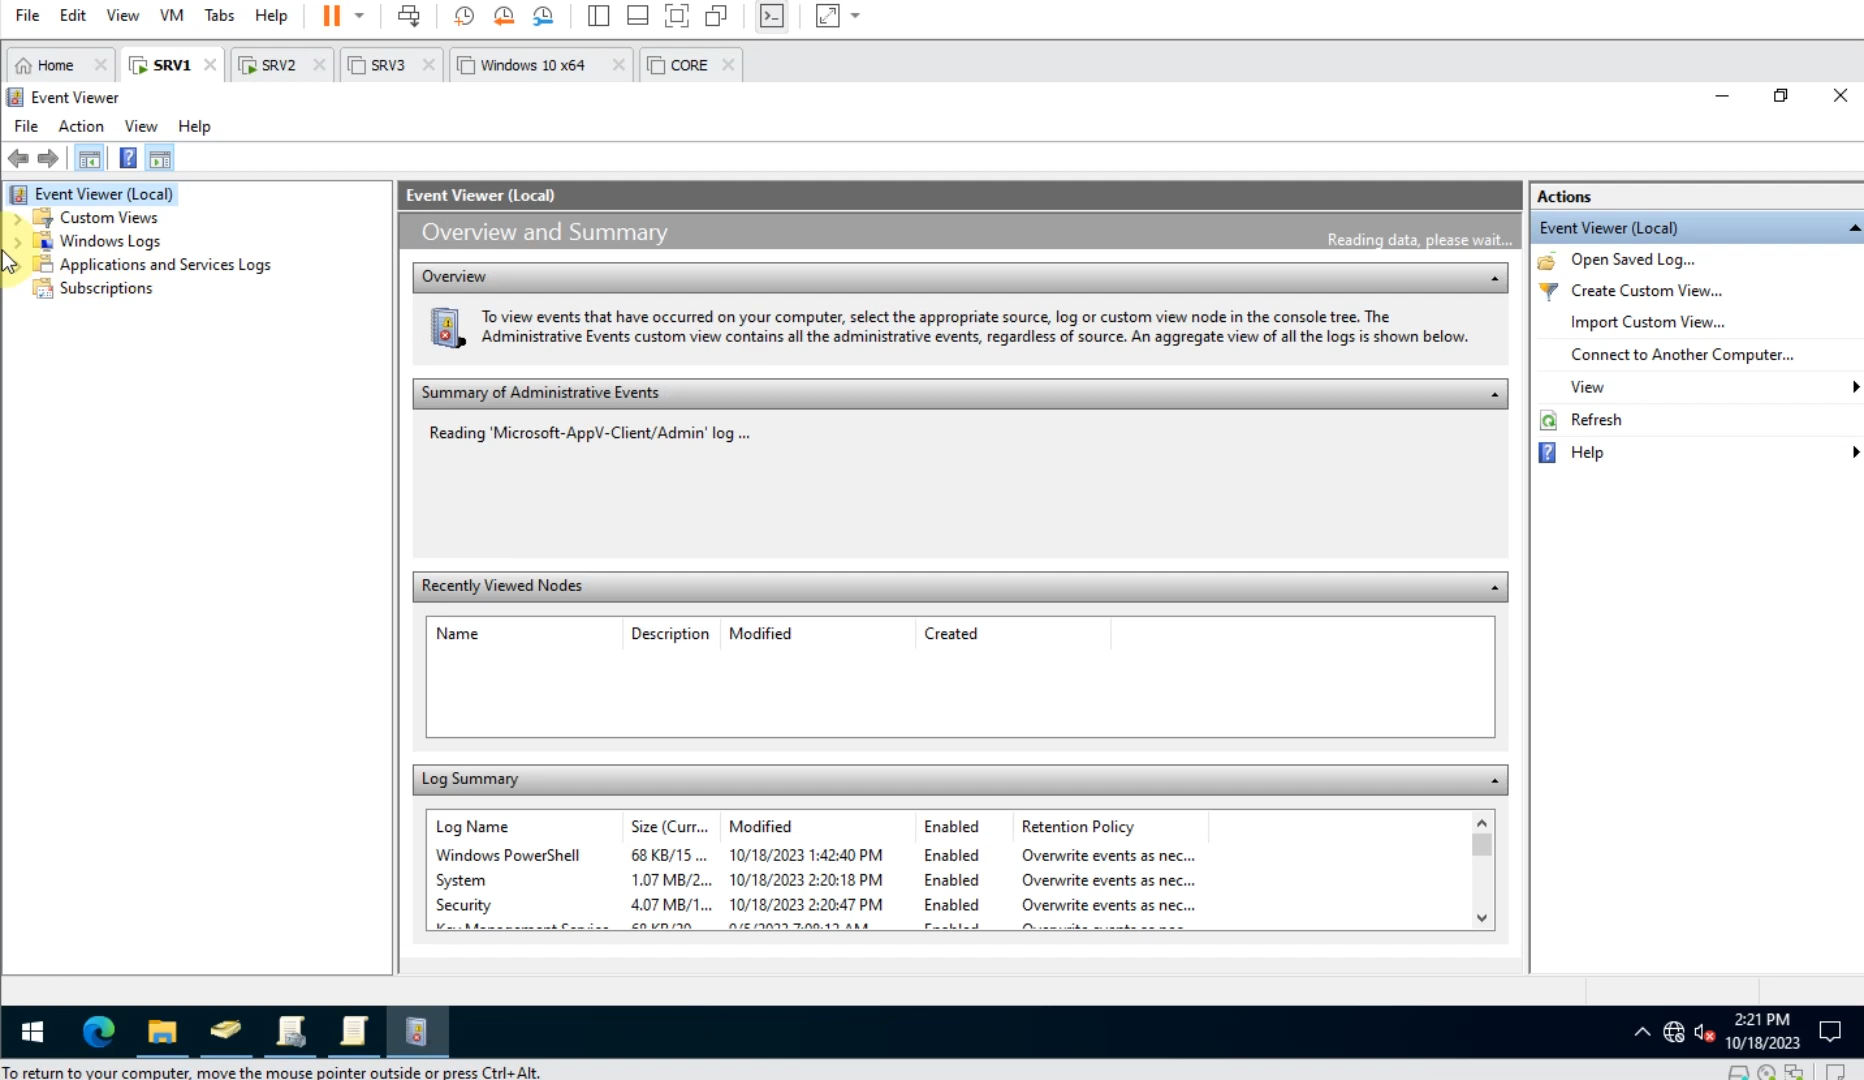 File Edit View VM Tabs Help
Home SRV1 SRV2 SRV3 Windows 10 x64 CORE
Event Viewer
File Action View Help
Event Viewer (Local)
Custom Views
Windows Logs
Applications and Services Logs
Subscriptions
Event Viewer (Local)
Overview and Summary
Reading data, please wait...
Overview
To view events that have occurred on your computer, select the appropriate source, log or custom view node in the console tree. The
Administrative Events custom view contains all the administrative events, regardless of source. An aggregate view of all the logs is shown below.
Summary of Administrative Events
Reading 'Microsoft-AppV-Client/Admin' log ...
Recently Viewed Nodes
Name Description Modified Created
Log Summary
Log Name Size (Curr... Modified Enabled Retention Policy
Windows PowerShell 68 KB/15 ... 10/18/2023 1:42:40 PM Enabled Overwrite events as nec...
System 1.07 MB/2... 10/18/2023 2:20:18 PM Enabled Overwrite events as nec...
Security 4.07 MB/1... 10/18/2023 2:20:47 PM Enabled Overwrite events as nec...
Actions
Event Viewer (Local)
Open Saved Log...
Create Custom View...
Import Custom View...
Connect to Another Computer...
View
Refresh
Help
2:21 PM
10/18/2023
To return to your computer, move the mouse pointer outside or press Ctrl+Alt.